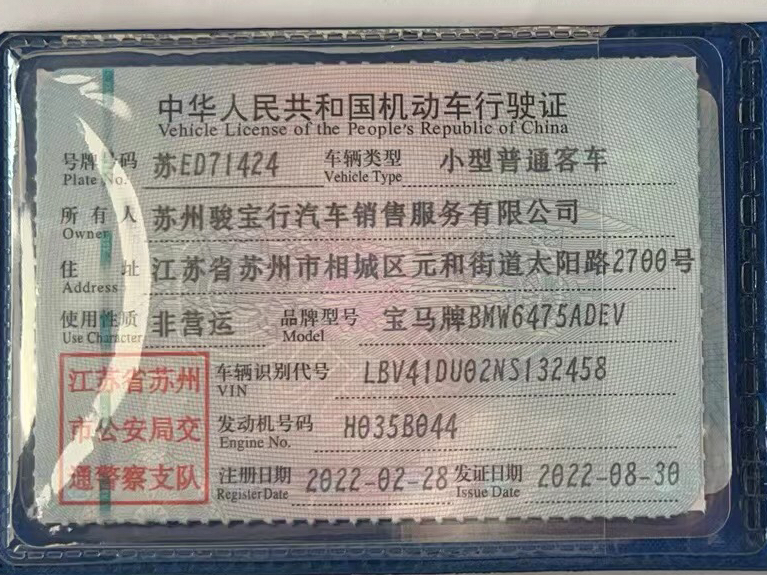 中华人民共和国机动车行驶证
Vehicle License of the People's Republic of China
号牌号码 苏ED71424 车辆类型 小型普通客车
Plate No. Vehicle Type
所有人 苏州骏宝行汽车销售服务有限公司
Owner
住址 江苏省苏州市相城区元和街道太阳路2700号
Address
使用性质 非营运 品牌型号 宝马牌BMW6475ADEV
Use Character Model
江苏省苏州 车辆识别代号 LBV41DU02NS132458
VIN
市公安局交 发动机号码 H035B044
Engine No.
通警察支队 注册日期 2022-02-28 发证日期 2022-08-30
Register Date Issue Date